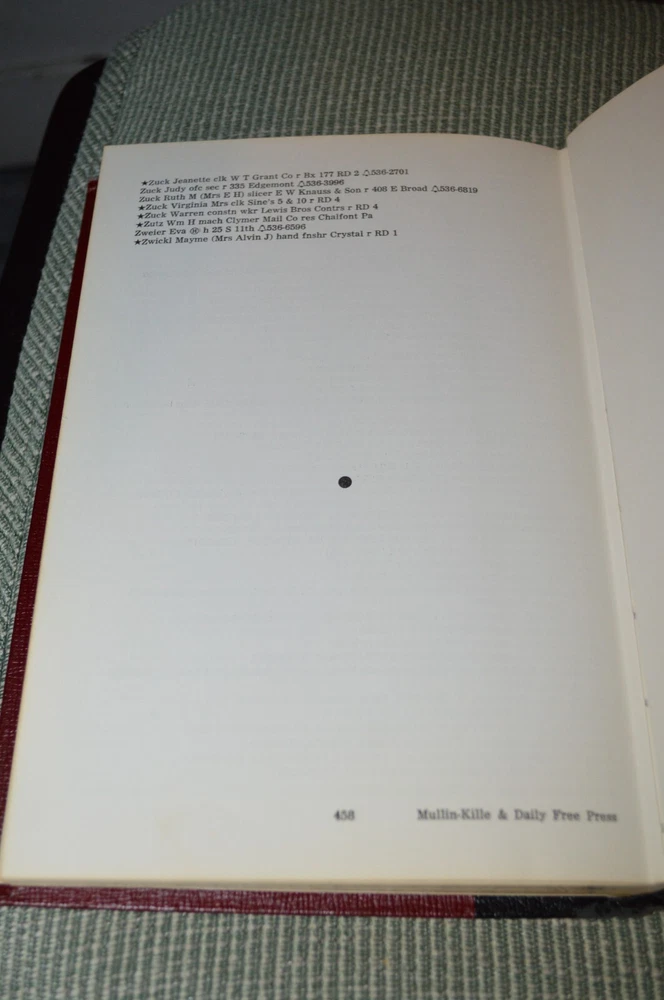 ★Zuck Jeanette clk W T Grant Co r Bx 177 RD 2 △536-2701
Zuck Judy ofc sec r 335 Edgemont △536-3996
Zuck Ruth M (Mrs E H) slicer E W Knauss & Son r 408 E Broad △536-6819
★Zuck Virginia Mrs clk Sine's 5 & 10 r RD 4
★Zuck Warren constn wkr Lewis Bros Contrs r RD 4
★Zutz Wm H mach Clymer Mail Co res Chalfont Pa
Zweier Eva Ⓗ h 25 S 11th △536-6596
★Zwickl Mayme (Mrs Alvin J) hand fnshr Crystal r RD 1
458 Mullin-Kille & Daily Free Press